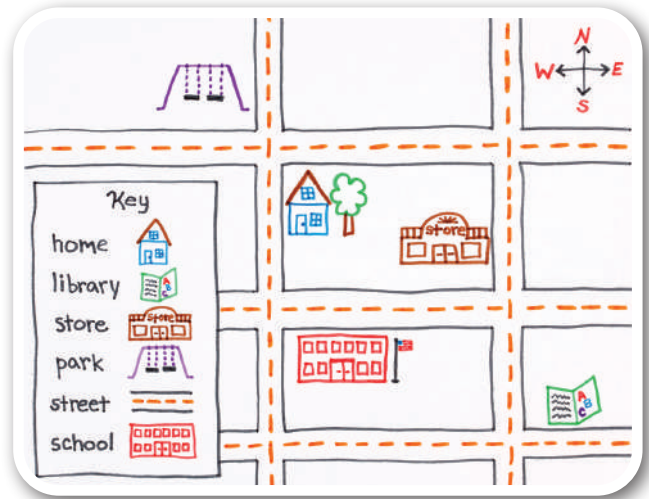 N
W E
S
Key
home
library
A
B
C
store
store
park
street
school
store
A
B
C